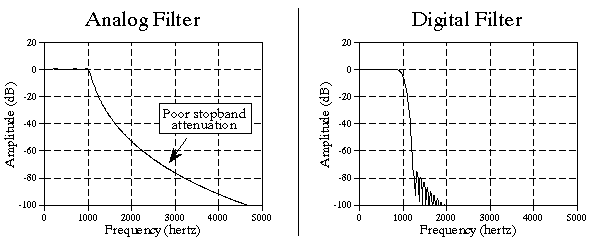 Analog Filter
20
0
-20
-40
-60
-80
-100
Amplitude (dB)
Poor stopband
attenuation
0 1000 2000 3000 4000 5000
Frequency (hertz)
Digital Filter
20
0
-20
-40
-60
-80
-100
Amplitude (dB)
0 1000 2000 3000 4000 5000
Frequency (hertz)